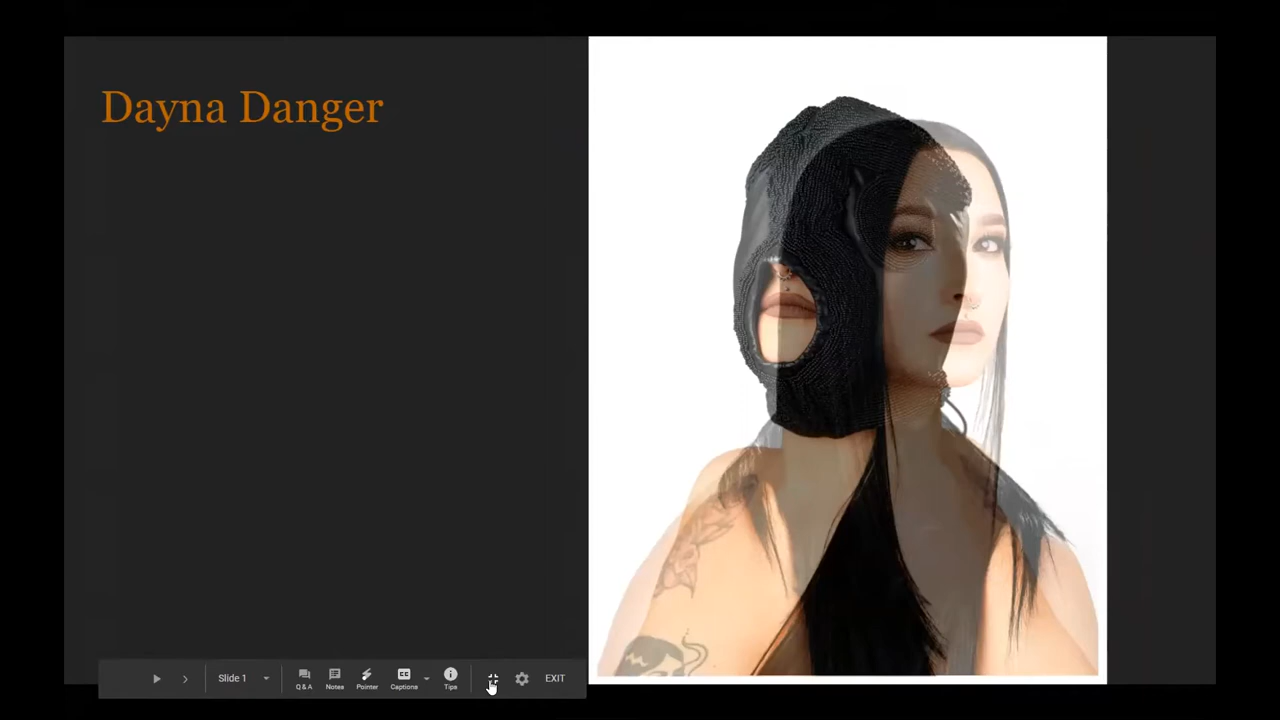 Dayna Danger
Slide 1
Q & A
Notes
Pointer
Captions
Tips
EXIT